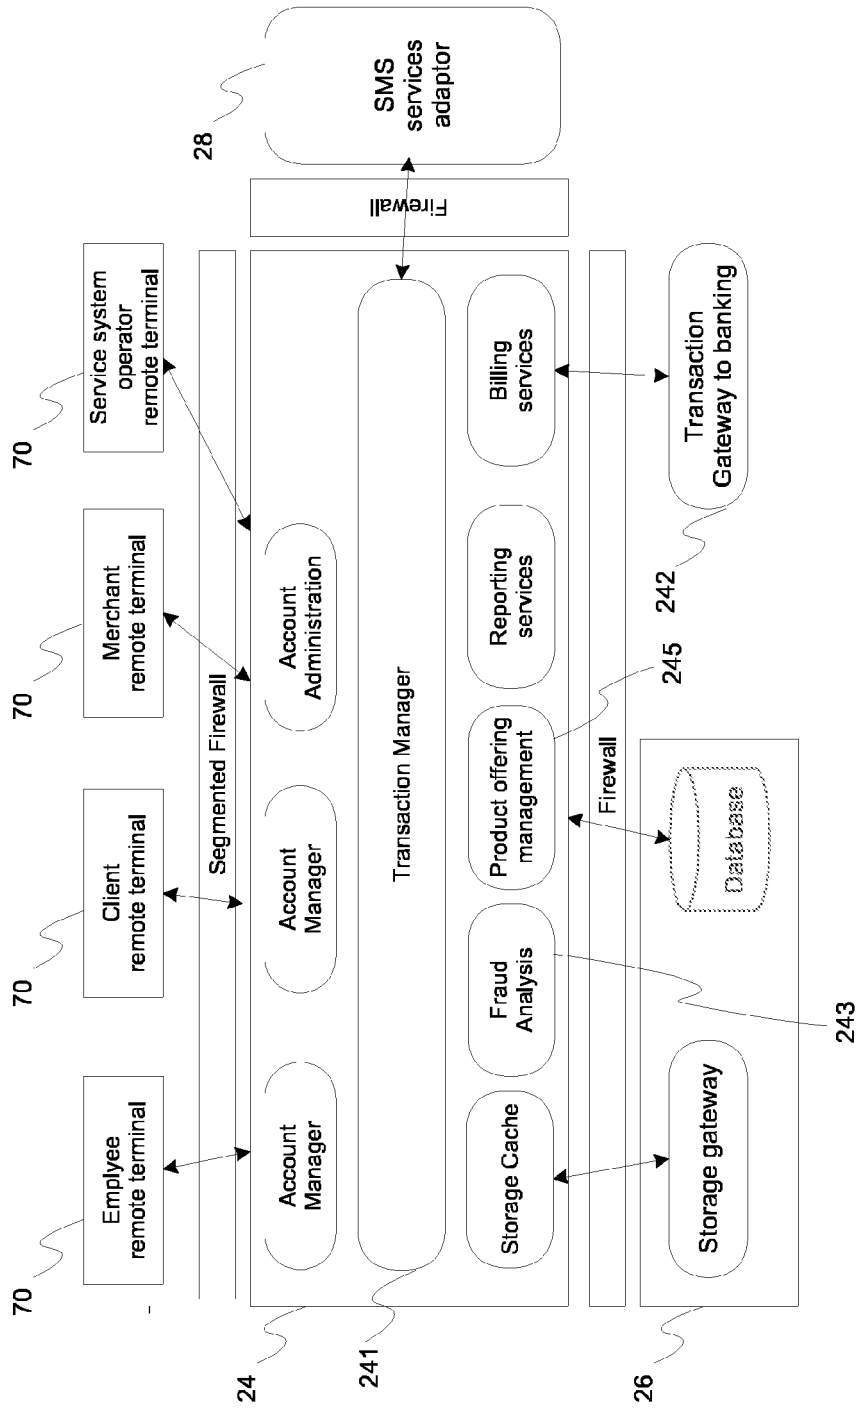 70
70
70
70
Emplyee
remote terminal
Client
remote terminal
Merchant
remote terminal
Service system
operator
remote terminal
Segmented Firewall
28
24
Account
Manager
Account
Manager
Account
Administration
241
Transaction Manager
Firewall
SMS
services
adaptor
Storage Cache
Fraud
Analysis
Product offering
management
Reporting
services
Billing
services
Firewall
245
242
26
Storage gateway
Database
Transaction
Gateway to banking
243